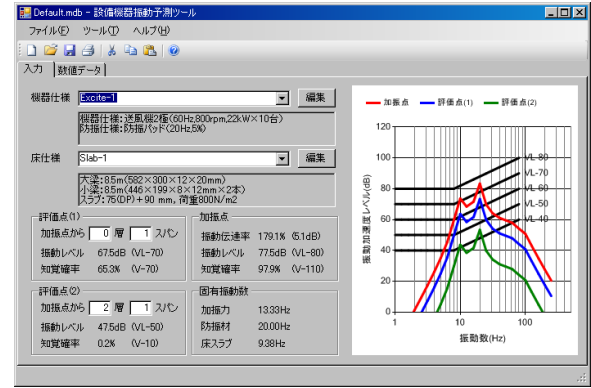 Default.mdb - 設備機器振動予測ツール
ファイル(F) ツール(T) ヘルプ(H)
入力 数値データ
機器仕様 Excite-1 編集
機器仕様:送風機2極(60Hz,800rpm,22kW×10台)
防振仕様:防振パッド(20Hz,5%)
床仕様 Slab-1 編集
大梁:8.5m(582×300×12×20mm)
小梁:8.5m(446×199×8×12mm×2本)
スラブ:75(DP)+90 mm, 荷重800N/m2
評価点(1)
加振点から 0 層 1 スパン
振動レベル 67.5dB (VL-70)
知覚確率 65.3% (V-70)
加振点
振動伝達率 179.1% (5.1dB)
振動レベル 77.5dB (VL-80)
知覚確率 97.9% (V-110)
評価点(2)
加振点から 2 層 1 スパン
振動レベル 47.5dB (VL-50)
知覚確率 0.2% (V-10)
固有振動数
加振力 13.33Hz
防振材 20.00Hz
床スラブ 9.38Hz
加振点 評価点(1) 評価点(2)
振動加速度レベル(dB)
120
100
80
60
40
20
0
VL-80
VL-70
VL-60
VL-50
VL-40
1 10 100
振動数(Hz)